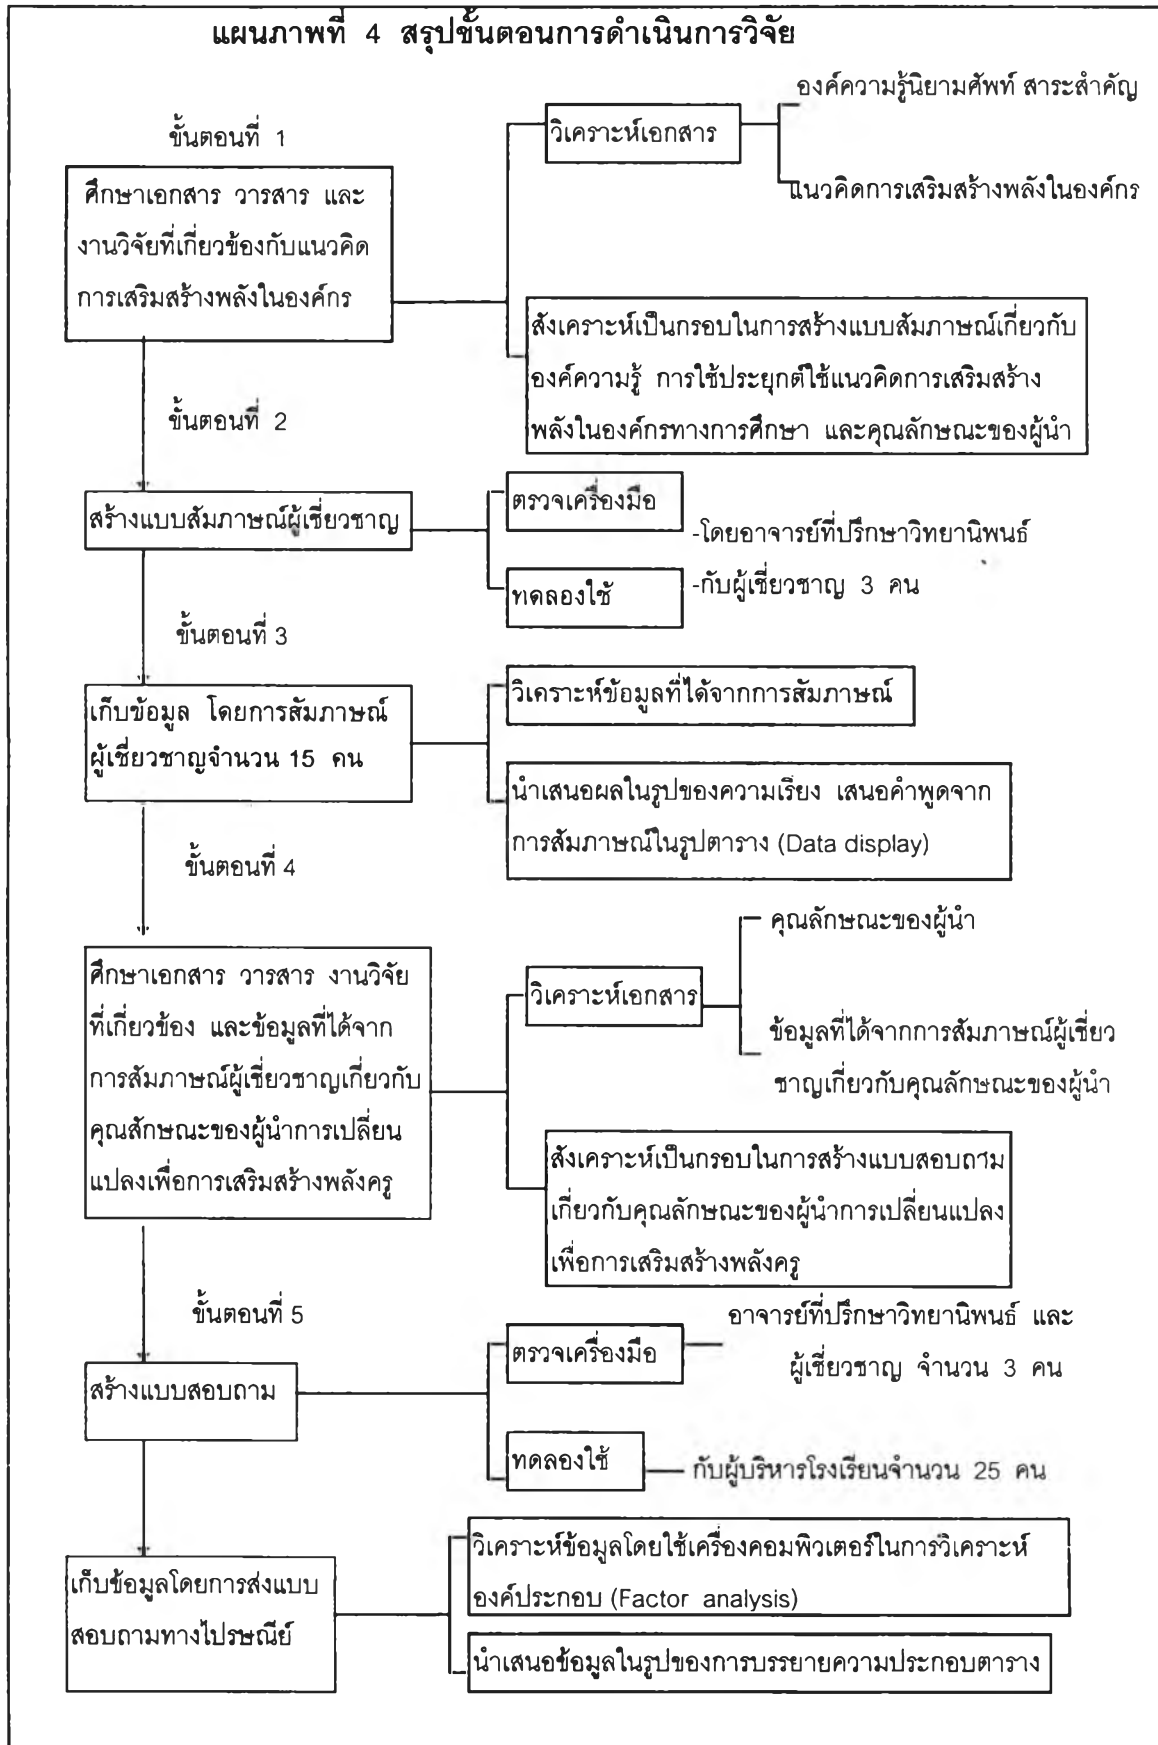 แผนภาพที่ 4 สรุปขั้นตอนการดำเนินการวิจัย
องค์ความรู้นิยามศัพท์ สาระสำคัญ
วิเคราะห์เอกสาร
แนวคิดการเสริมสร้างพลังในองค์กร
ขั้นตอนที่ 1
ศึกษาเอกสาร วารสาร และ
งานวิจัยที่เกี่ยวข้องกับแนวคิด
การเสริมสร้างพลังในองค์กร
สังเคราะห์เป็นกรอบในการสร้างแบบสัมภาษณ์เกี่ยวกับ
องค์ความรู้ การใช้ประยุกต์ใช้แนวคิดการเสริมสร้าง
พลังในองค์กรทางการศึกษา และคุณลักษณะของผู้นำ
ขั้นตอนที่ 2
สร้างแบบสัมภาษณ์ผู้เชี่ยวชาญ
ตรวจเครื่องมือ
-โดยอาจารย์ที่ปรึกษาวิทยานิพนธ์
ทดลองใช้
-กับผู้เชี่ยวชาญ 3 คน
ขั้นตอนที่ 3
เก็บข้อมูล โดยการสัมภาษณ์
ผู้เชี่ยวชาญจำนวน 15 คน
วิเคราะห์ข้อมูลที่ได้จากการสัมภาษณ์
นำเสนอผลในรูปของความเรียง เสนอคำพูดจาก
การสัมภาษณ์ในรูปตาราง (Data display)
ขั้นตอนที่ 4
ศึกษาเอกสาร วารสาร งานวิจัย
ที่เกี่ยวข้อง และข้อมูลที่ได้จาก
การสัมภาษณ์ผู้เชี่ยวชาญเกี่ยวกับ
คุณลักษณะของผู้นำการเปลี่ยน
แปลงเพื่อการเสริมสร้างพลังครู
คุณลักษณะของผู้นำ
วิเคราะห์เอกสาร
ข้อมูลที่ได้จากการสัมภาษณ์ผู้เชี่ยว
ชาญเกี่ยวกับคุณลักษณะของผู้นำ
สังเคราะห์เป็นกรอบในการสร้างแบบสอบถาม
เกี่ยวกับคุณลักษณะของผู้นำการเปลี่ยนแปลง
เพื่อการเสริมสร้างพลังครู
ขั้นตอนที่ 5
สร้างแบบสอบถาม
ตรวจเครื่องมือ
อาจารย์ที่ปรึกษาวิทยานิพนธ์ และ
ผู้เชี่ยวชาญ จำนวน 3 คน
ทดลองใช้
กับผู้บริหารโรงเรียนจำนวน 25 คน
เก็บข้อมูลโดยการส่งแบบ
สอบถามทางไปรษณีย์
วิเคราะห์ข้อมูลโดยใช้เครื่องคอมพิวเตอร์ในการวิเคราะห์
องค์ประกอบ (Factor analysis)
นำเสนอข้อมูลในรูปของการบรรยายความประกอบตาราง